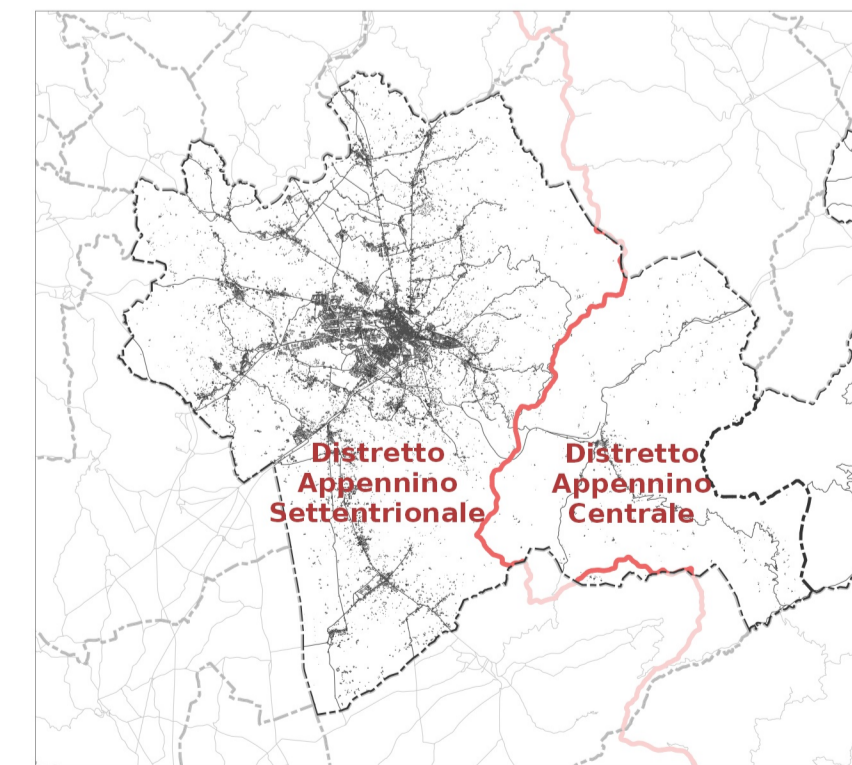 Distretto
Appennino
Settentrionale
Distretto
Appennino
Centrale